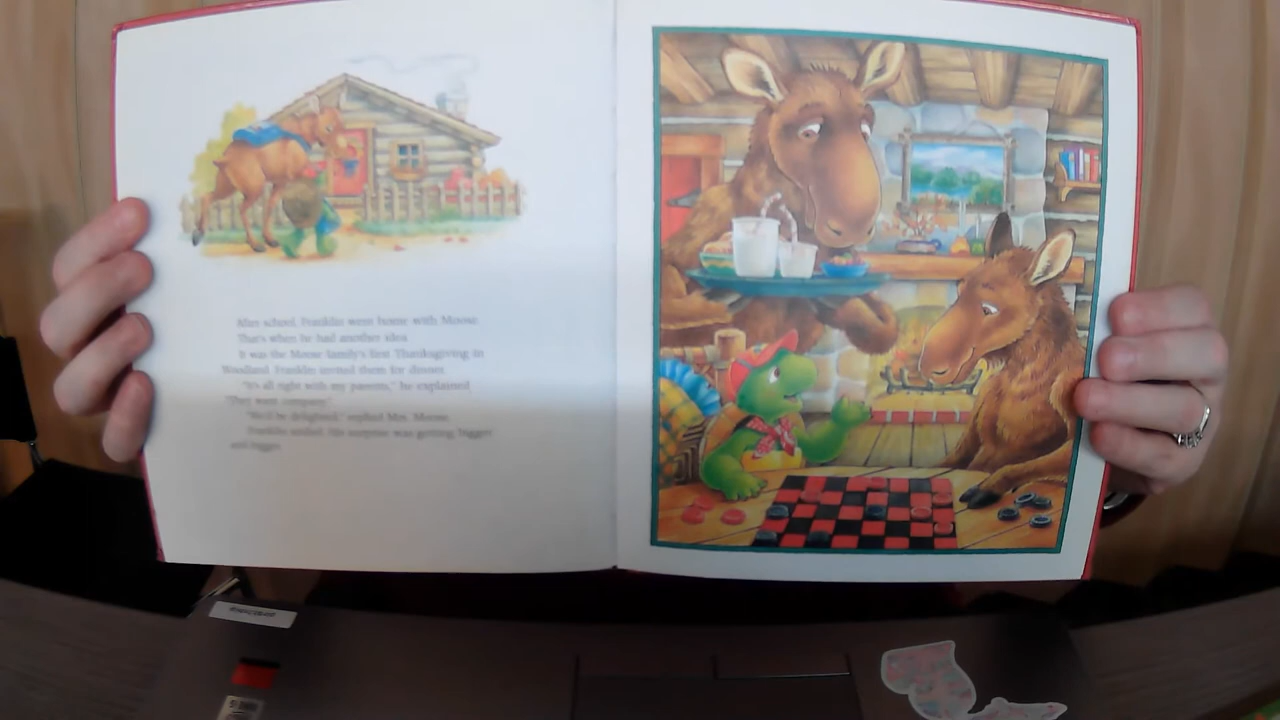 After school, Franklin went home with Moose.
That's when he had another idea.
It was the Moose family's first Thanksgiving in
Woodland. Franklin invited them for dinner.
"It's all right with my parents," he explained.
"They want company."
"We'd be delighted," replied Mrs. Moose.
Franklin smiled. His surprise was getting bigger
and bigger.